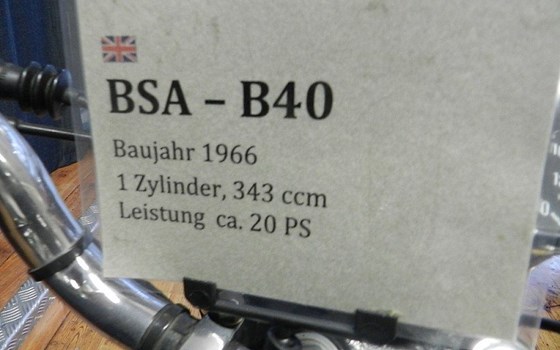 BSA – B40
Baujahr 1966
1 Zylinder, 343 ccm
Leistung ca. 20 PS